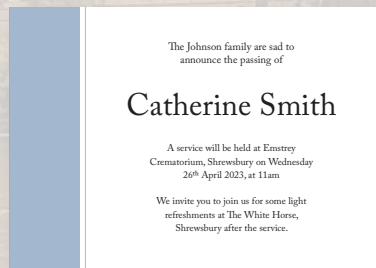 The Johnson family are sad to
announce the passing of
Catherine Smith
A service will be held at Emstrey
Crematorium, Shrewsbury on Wednesday
26th April 2023, at 11am
We invite you to join us for some light
refreshments at The White Horse,
Shrewsbury after the service.